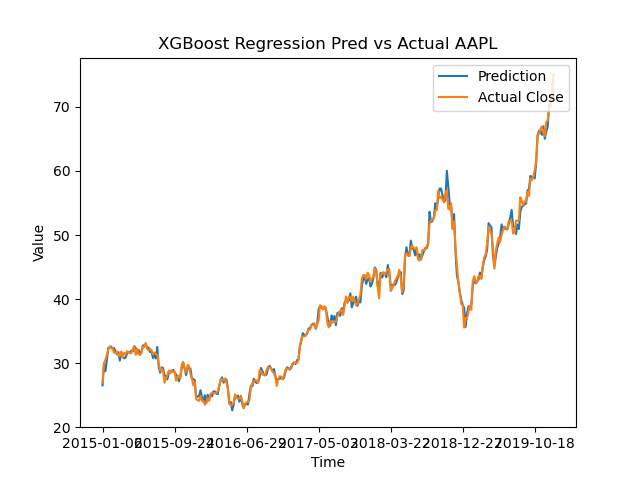 XGBoost Regression Pred vs Actual AAPL
Prediction
Actual Close
70
60
50
40
30
20
Value
2015-01-02 2015-09-24 2016-06-29 2017-05-03 2018-03-22 2018-12-27 2019-10-18
Time